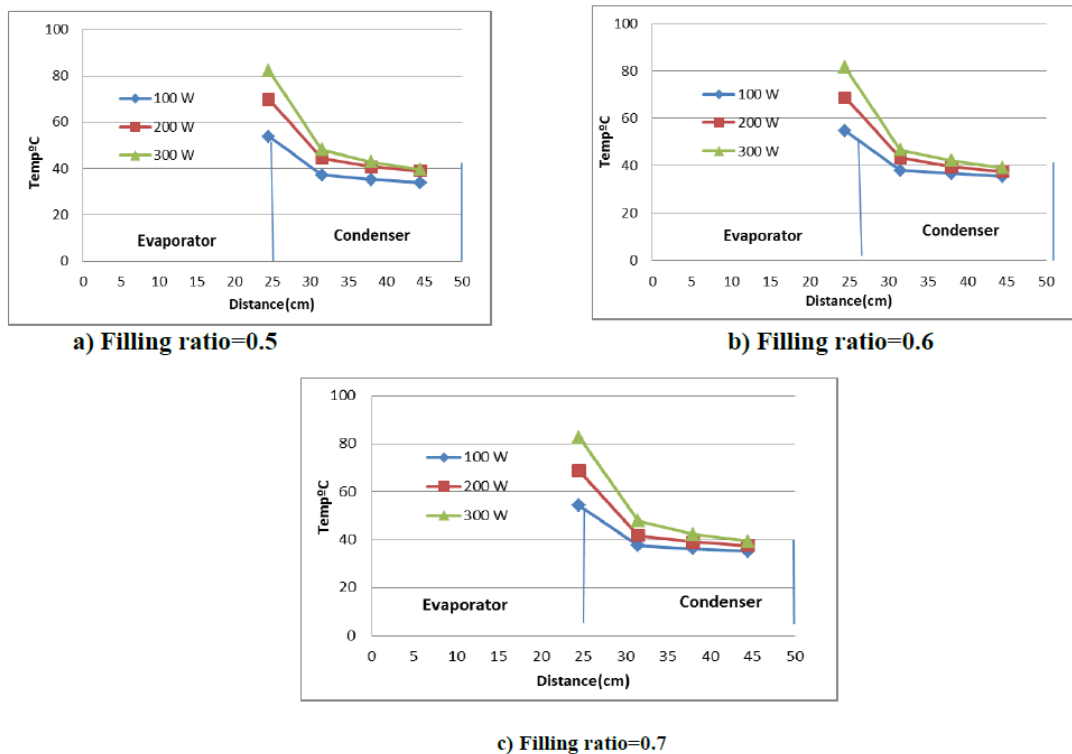 100
80
60
40
20
0
Temp°C
100 W
200 W
300 W
Evaporator
Condenser
0 5 10 15 20 25 30 35 40 45 50
Distance(cm)
a) Filling ratio=0.5
100
80
60
40
20
0
Temp°C
100 W
200 W
300 W
Evaporator
Condenser
0 5 10 15 20 25 30 35 40 45 50
Distance(cm)
b) Filling ratio=0.6
100
80
60
40
20
0
Temp°C
100 W
200 W
300 W
Evaporator
Condenser
0 5 10 15 20 25 30 35 40 45 50
Distance(cm)
c) Filling ratio=0.7